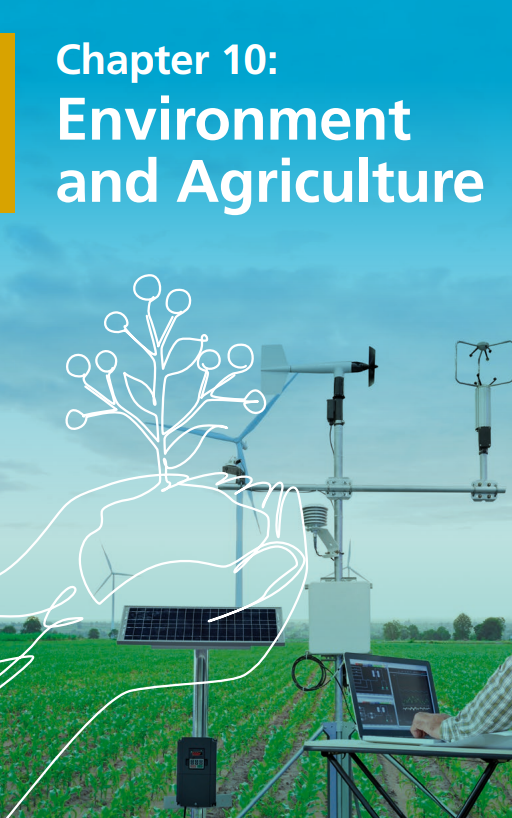 Chapter 10:
Environment
and Agriculture